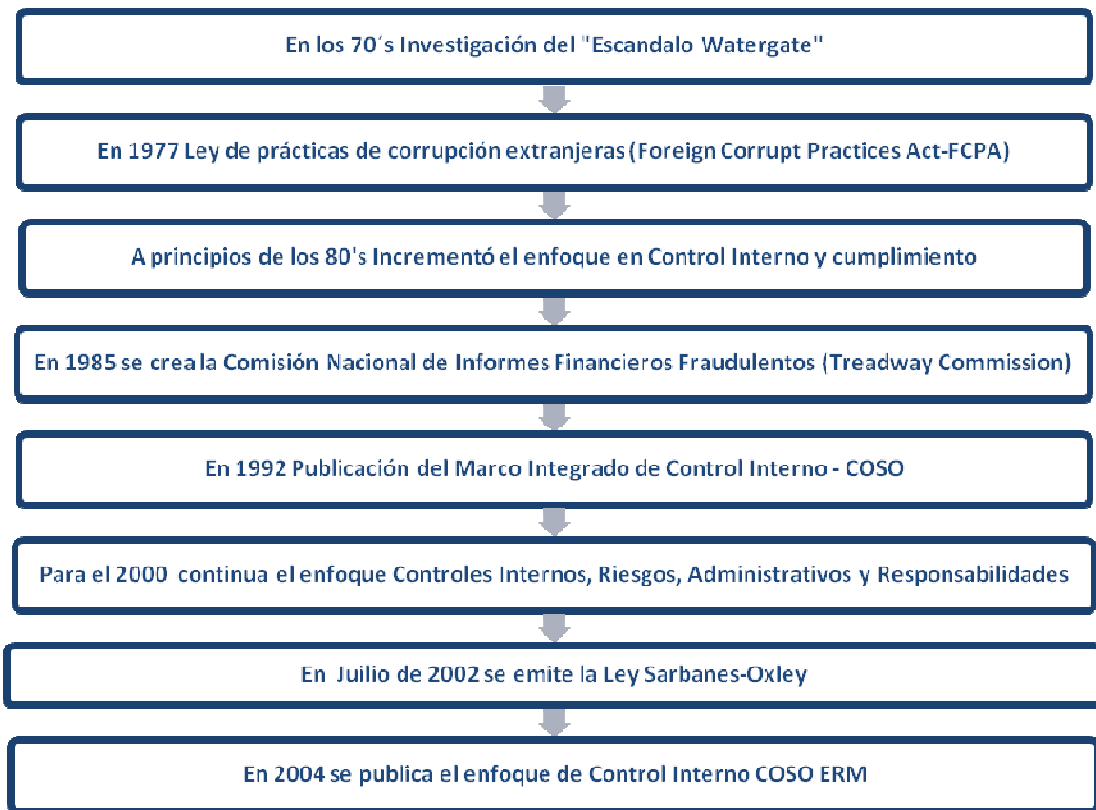 En los 70´s Investigación del "Escandalo Watergate"
En 1977 Ley de prácticas de corrupción extranjeras (Foreign Corrupt Practices Act-FCPA)
A principios de los 80's Incrementó el enfoque en Control Interno y cumplimiento
En 1985 se crea la Comisión Nacional de Informes Financieros Fraudulentos (Treadway Commission)
En 1992 Publicación del Marco Integrado de Control Interno - COSO
Para el 2000 continua el enfoque Controles Internos, Riesgos, Administrativos y Responsabilidades
En Juilio de 2002 se emite la Ley Sarbanes-Oxley
En 2004 se publica el enfoque de Control Interno COSO ERM